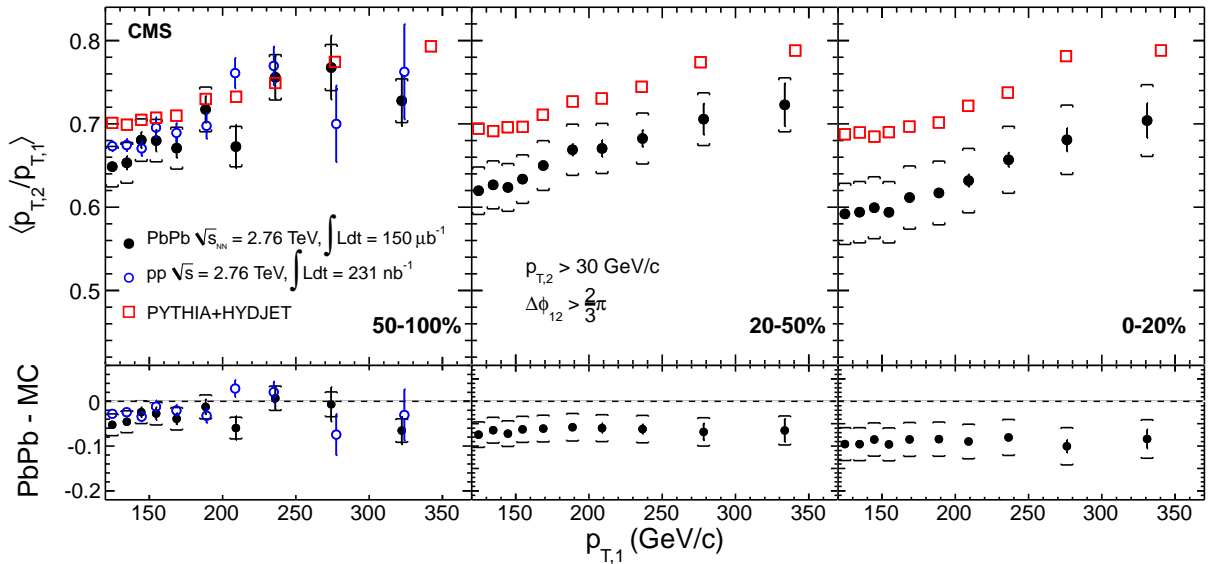 CMS
⟨p_T,2/p_T,1⟩
0.8
0.7
0.6
0.5
PbPb √s_NN = 2.76 TeV, ∫ Ldt = 150 μb⁻¹
pp √s = 2.76 TeV, ∫ Ldt = 231 nb⁻¹
PYTHIA+HYDJET
50-100%
p_T,2 > 30 GeV/c
Δϕ_12 > 2/3 π
20-50%
0-20%
PbPb - MC
0
-0.1
-0.2
150 200 250 300 350
150 200 250 300 350
150 200 250 300 350
p_T,1 (GeV/c)